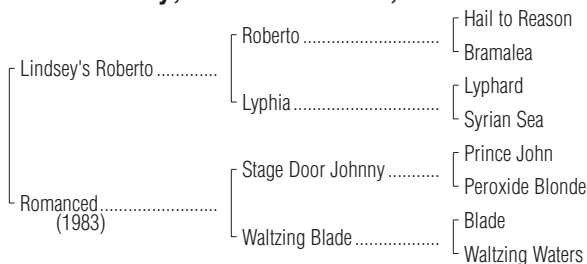 Hail to Reason
Roberto
Bramalea
Lindsey's Roberto
Lyphard
Lyphia
Syrian Sea
Prince John
Stage Door Johnny
Peroxide Blonde
Romanced
(1983)
Blade
Waltzing Blade
Waltzing Waters